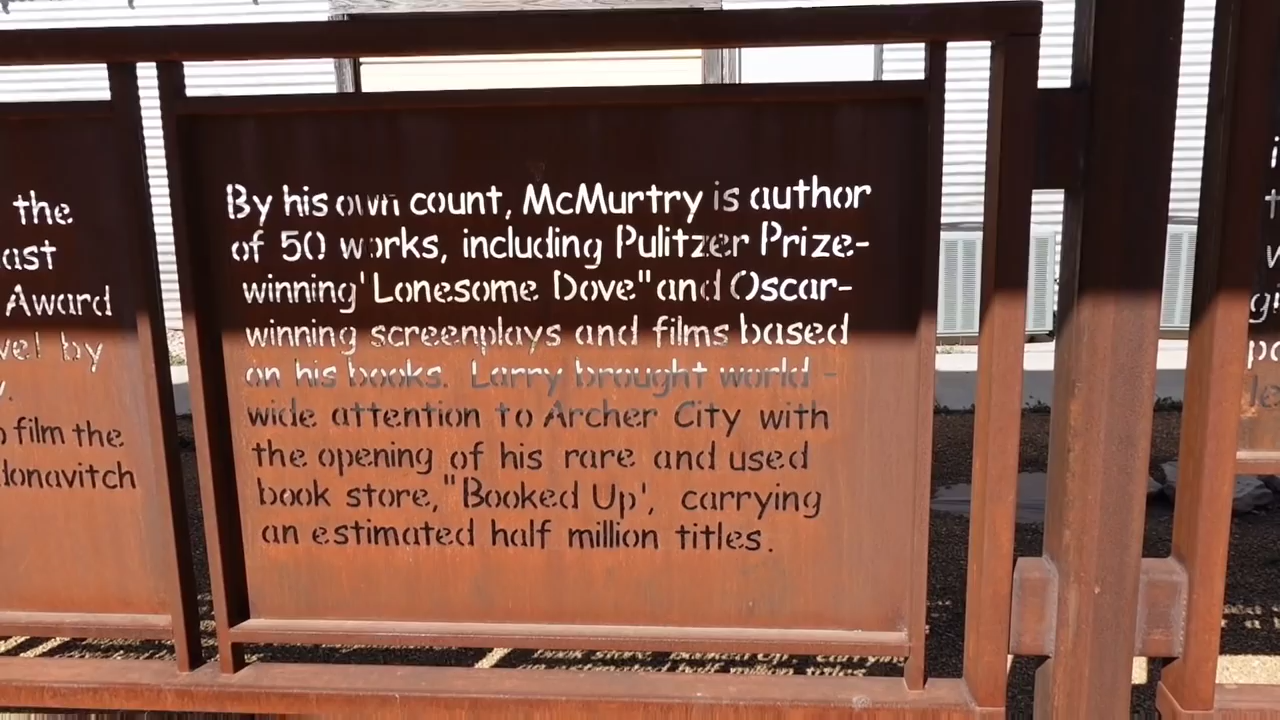 the
ast
Award
vel by
film the
donavitch
By his own count, McMurtry is author
of 50 works, including Pulitzer Prize-
winning' Lonesome Dove" and Oscar-
winning screenplays and films based
on his books. Larry brought world-
wide attention to Archer City with
the opening of his rare and used
book store, "Booked Up', carrying
an estimated half million titles.